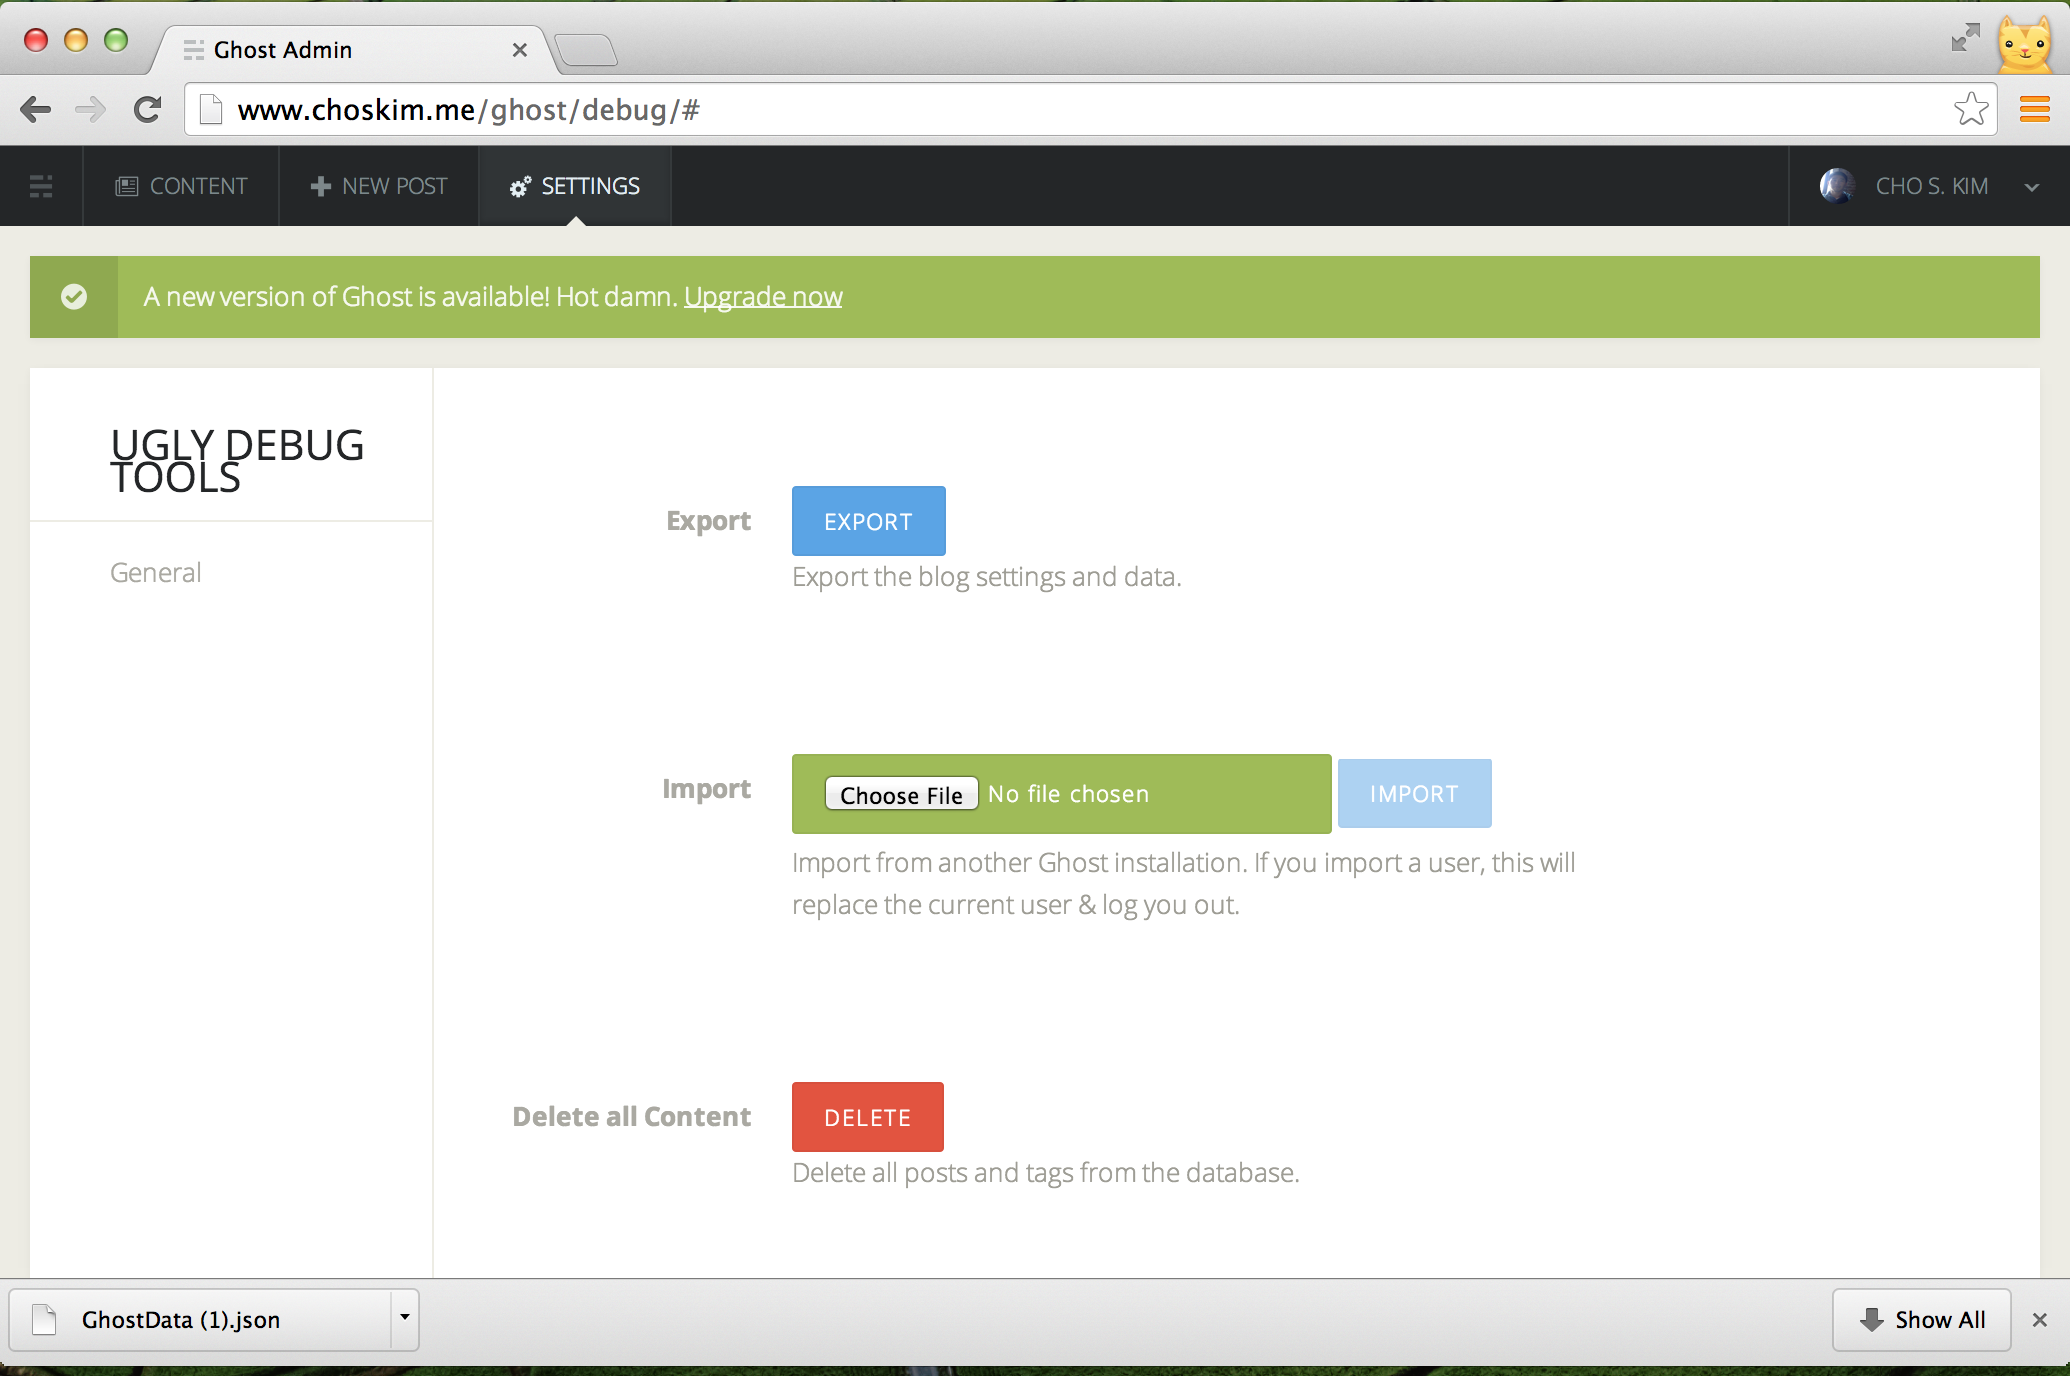 Ghost Admin
www.choskim.me/ghost/debug/#
CONTENT
NEW POST
SETTINGS
CHO S. KIM
A new version of Ghost is available! Hot damn. Upgrade now
UGLY DEBUG
TOOLS
General
Export
EXPORT
Export the blog settings and data.
Import
Choose File No file chosen
IMPORT
Import from another Ghost installation. If you import a user, this will
replace the current user & log you out.
Delete all Content
DELETE
Delete all posts and tags from the database.
GhostData (1).json
Show All